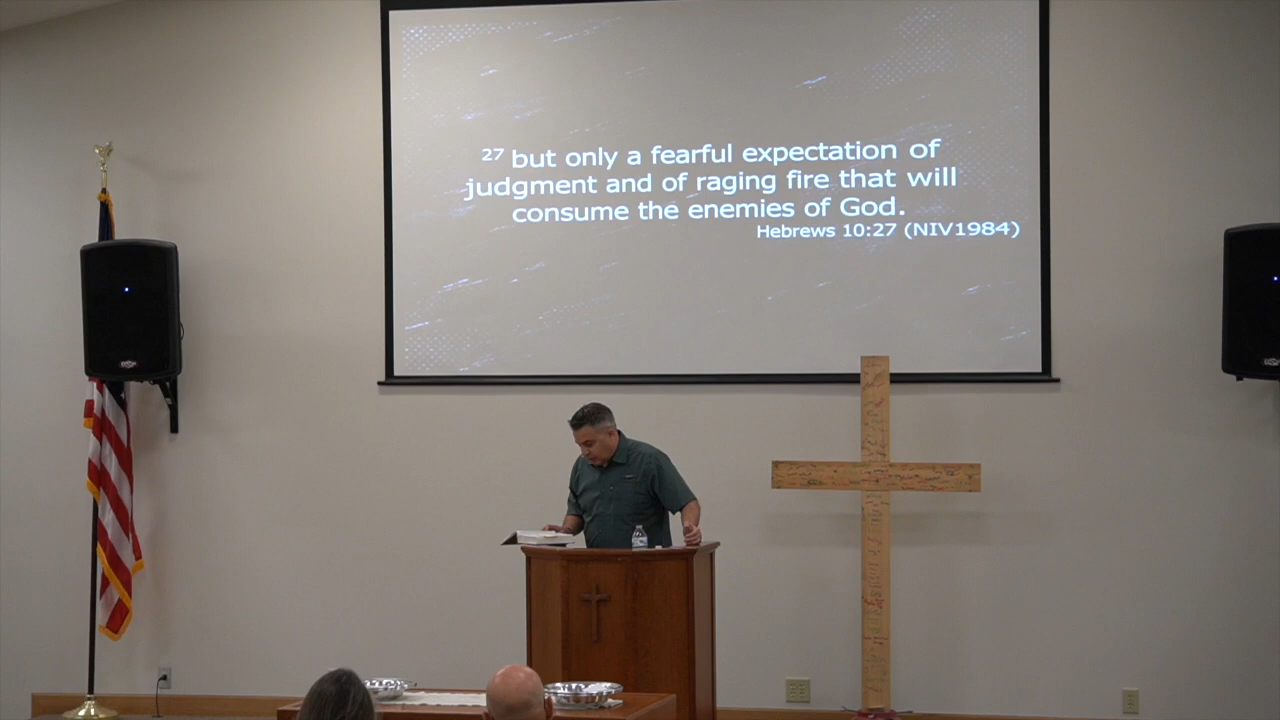 27 but only a fearful expectation of
judgment and of raging fire that will
consume the enemies of God.
Hebrews 10:27 (NIV1984)